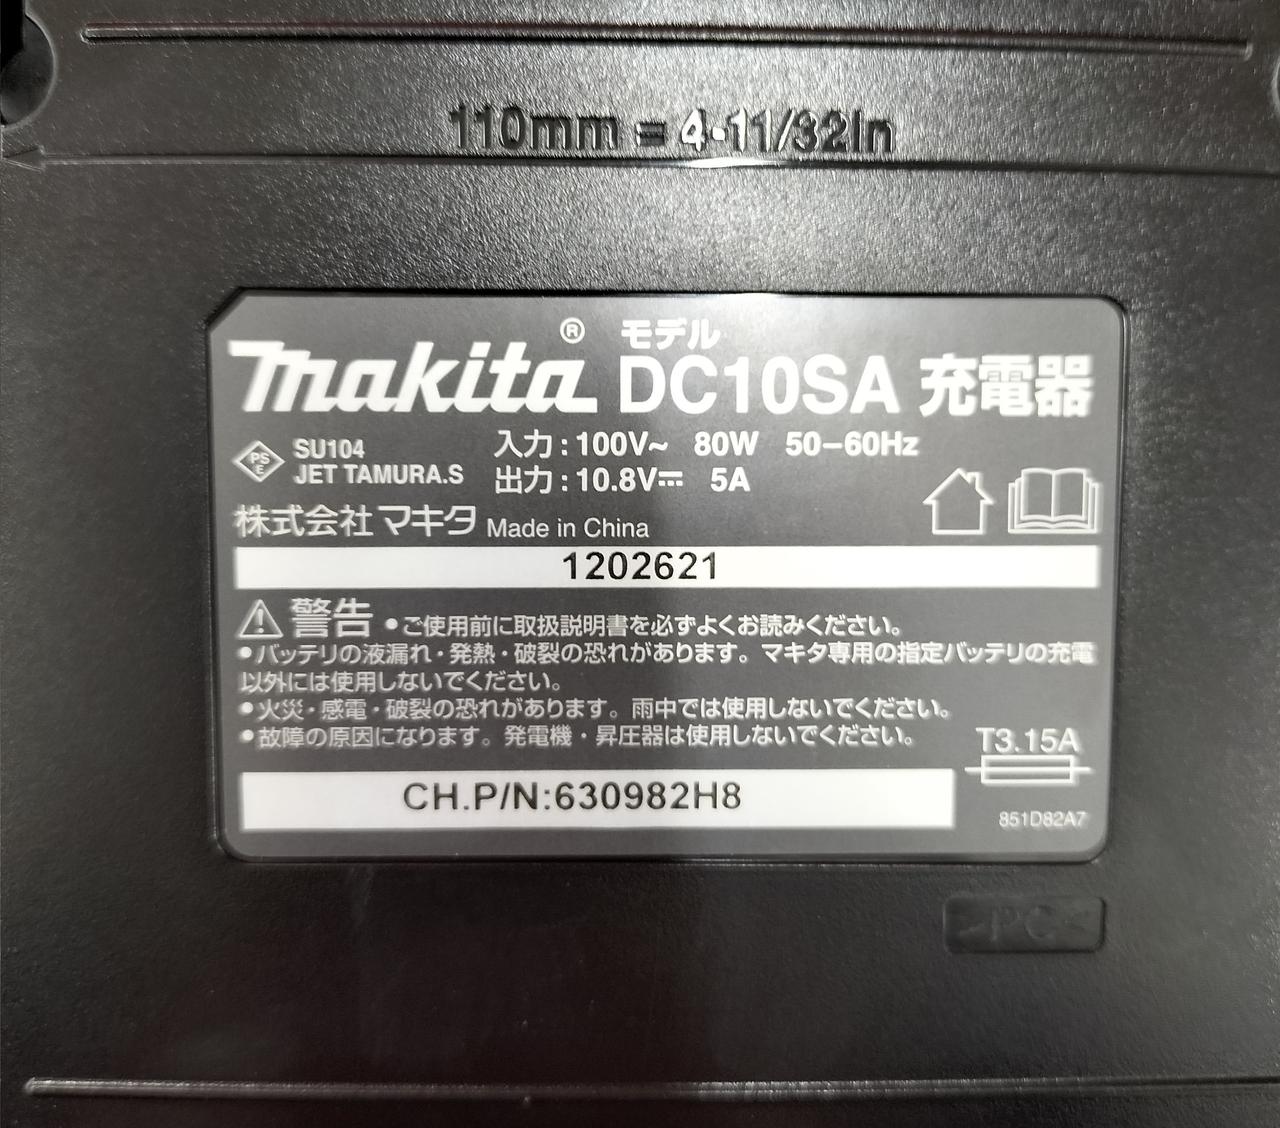 110mm = 4-11/32in
makita® モデル
DC10SA 充電器
PS
E
SU104
JET TAMURA.S
入力:100V~ 80W 50–60Hz
出力:10.8V⎓ 5A
株式会社マキタ Made in China
1202621
⚠警告 •ご使用前に取扱説明書を必ずよくお読みください。
•バッテリの液漏れ・発熱・破裂の恐れがあります。マキタ専用の指定バッテリの充電
以外には使用しないでください。
•火災・感電・破裂の恐れがあります。雨中では使用しないでください。
•故障の原因になります。発電機・昇圧器は使用しないでください。
T3.15A
CH.P/N:630982H8
851D82A7
>PC<